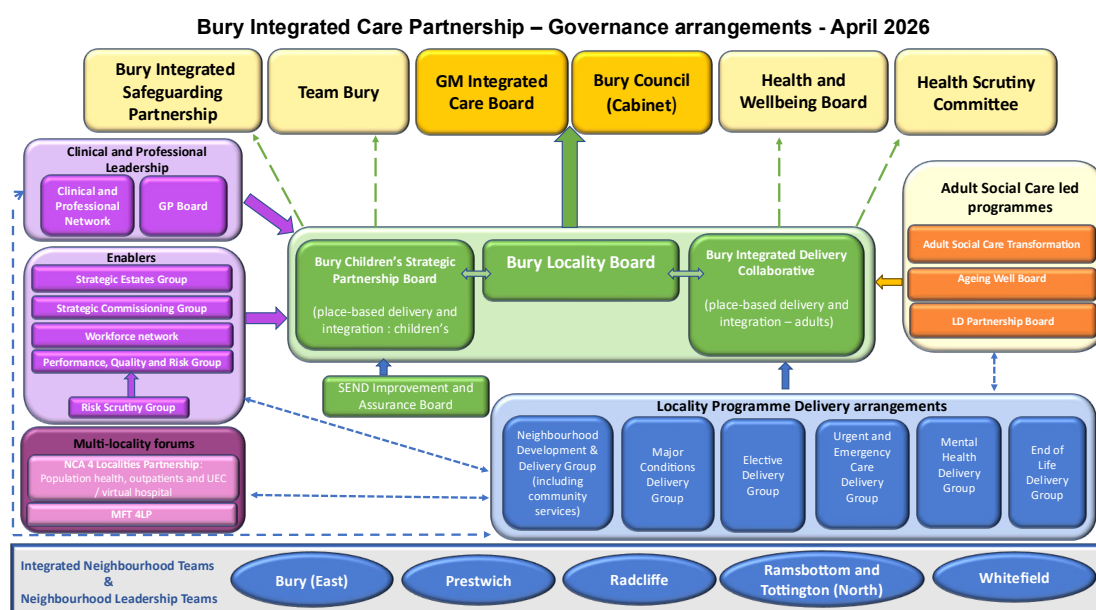 Bury Integrated Care Partnership – Governance arrangements - April 2026
Bury Integrated
Safeguarding
Partnership
Team Bury
GM Integrated
Care Board
Bury Council
(Cabinet)
Health and
Wellbeing Board
Health Scrutiny
Committee
Clinical and Professional
Leadership
Clinical and
Professional
Network
GP Board
Enablers
Strategic Estates Group
Strategic Commissioning Group
Workforce network
Performance, Quality and Risk Group
Risk Scrutiny Group
Multi-locality forums
NCA 4 Localities Partnership:
Population health, outpatients and UEC
/ virtual hospital
MFT 4LP
Bury Children's Strategic
Partnership Board
(place-based delivery and
integration : children's
Bury Locality Board
Bury Integrated Delivery
Collaborative
(place-based delivery and
integration – adults)
SEND Improvement and
Assurance Board
Adult Social Care led
programmes
Adult Social Care Transformation
Ageing Well Board
LD Partnership Board
Locality Programme Delivery arrangements
Neighbourhood
Development &
Delivery Group
(including
community
services)
Major
Conditions
Delivery
Group
Elective
Delivery
Group
Urgent and
Emergency
Care
Delivery
Group
Mental
Health
Delivery
Group
End of
Life
Delivery
Group
Integrated Neighbourhood Teams
&
Neighbourhood Leadership Teams
Bury (East)
Prestwich
Radcliffe
Ramsbottom and
Tottington (North)
Whitefield